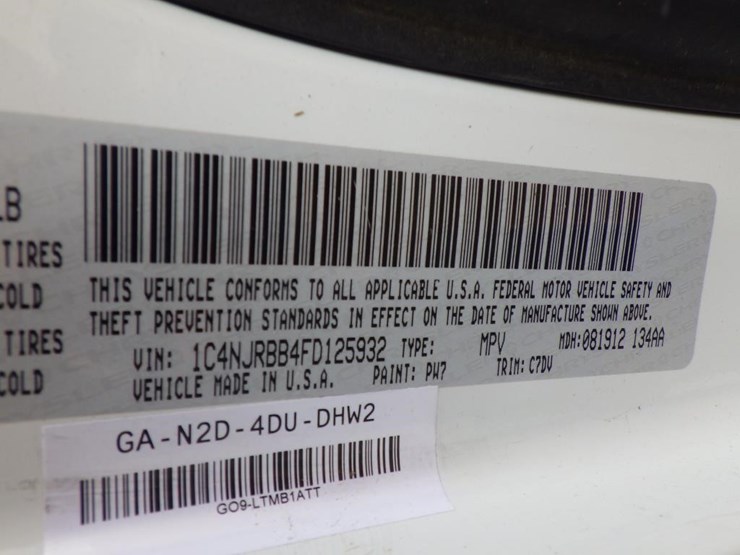 LB
TIRES
COLD
TIRES
COLD
THIS VEHICLE CONFORMS TO ALL APPLICABLE U.S.A. FEDERAL MOTOR VEHICLE SAFETY AND
THEFT PREVENTION STANDARDS IN EFFECT ON THE DATE OF MANUFACTURE SHOWN ABOVE.
VIN: 1C4NJRBB4FD125932 TYPE: MPV MDH:081912 134AA
VEHICLE MADE IN U.S.A. PAINT: PW7 TRIM: C7DV
GA-N2D-4DU-DHW2
GO9-LTMB1ATT